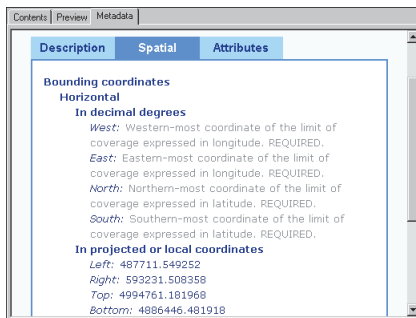 Contents Preview Metadata
Description Spatial Attributes
Bounding coordinates
Horizontal
In decimal degrees
West: Western-most coordinate of the limit of
coverage expressed in longitude. REQUIRED.
East: Eastern-most coordinate of the limit of
coverage expressed in longitude. REQUIRED.
North: Northern-most coordinate of the limit of
coverage expressed in latitude. REQUIRED.
South: Southern-most coordinate of the limit of
coverage expressed in latitude. REQUIRED.
In projected or local coordinates
Left: 487711.549252
Right: 593231.508358
Top: 4994761.181968
Bottom: 4886446.481918